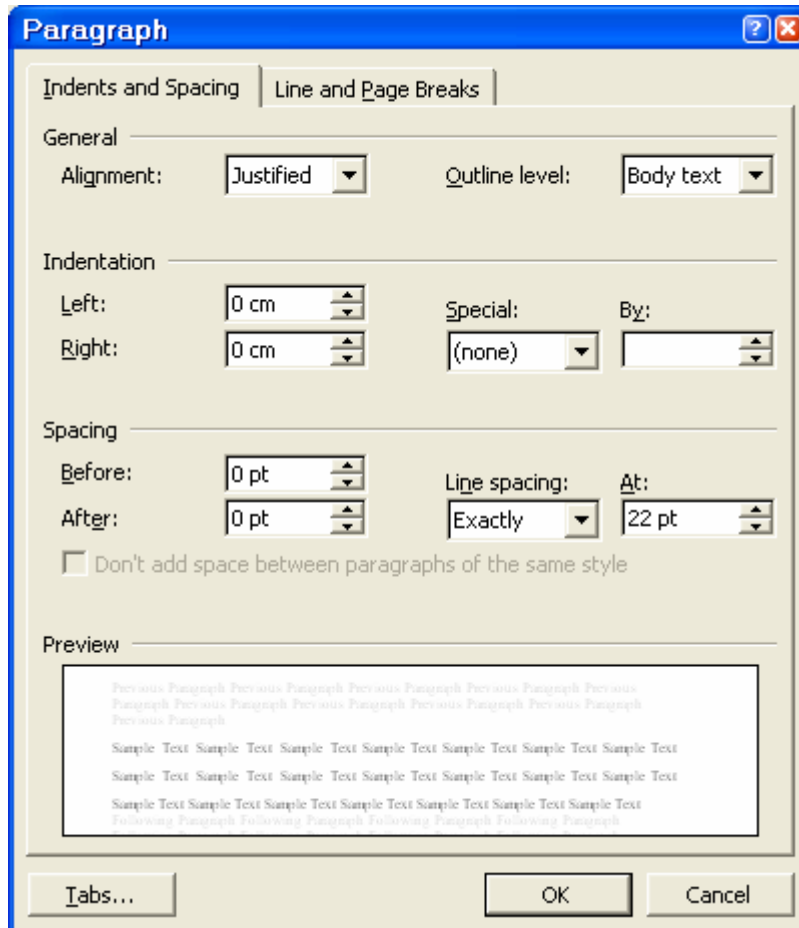 Paragraph
Indents and Spacing Line and Page Breaks
General
Alignment: Justified Outline level: Body text
Indentation
Left: 0 cm Special: By:
Right: 0 cm (none)
Spacing
Before: 0 pt Line spacing: At:
After: 0 pt Exactly 22 pt
Don't add space between paragraphs of the same style
Preview
Previous Paragraph Previous Paragraph Previous Paragraph Previous Paragraph Previous
Paragraph Previous Paragraph Previous Paragraph Previous Paragraph Previous Paragraph
Previous Paragraph
Sample Text Sample Text Sample Text Sample Text Sample Text Sample Text Sample Text
Sample Text Sample Text Sample Text Sample Text Sample Text Sample Text Sample Text
Sample Text Sample Text Sample Text Sample Text Sample Text Sample Text Sample Text
Following Paragraph Following Paragraph Following Paragraph Following Paragraph
Tabs... OK Cancel